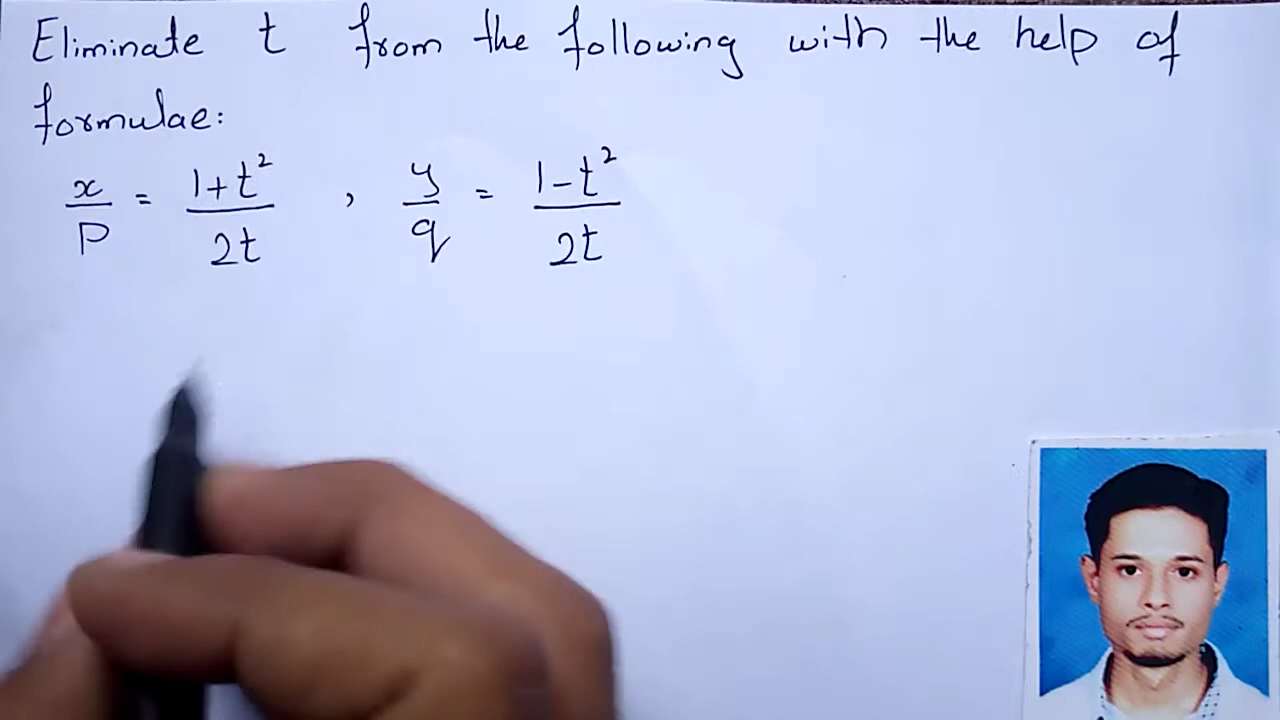 Eliminate t from the following with the help of
formulae:
x/p = (1+t²)/2t , y/q = (1-t²)/2t